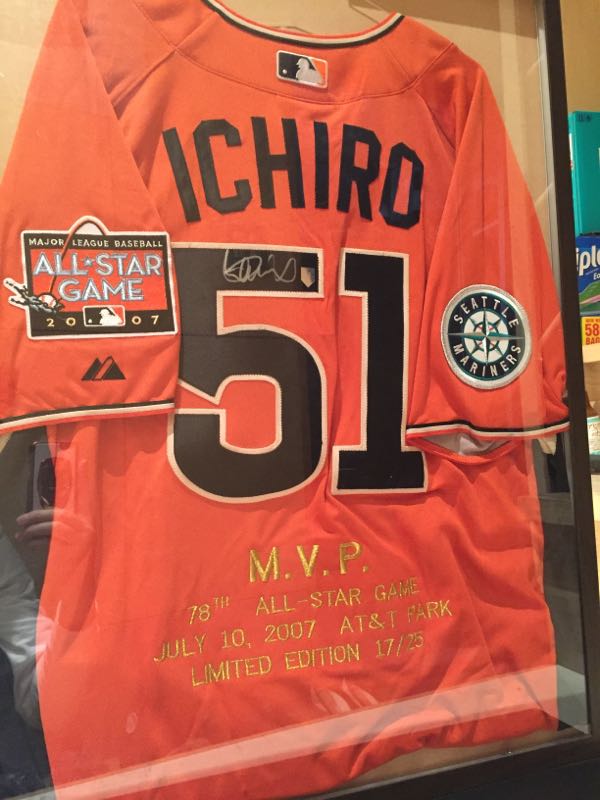 ICHIRO
MAJOR LEAGUE BASEBALL
ALL★STAR
GAME
2007
51
SEATTLE
MARINERS
M.V.P.
78TH ALL-STAR GAME
JULY 10, 2007 AT&T PARK
LIMITED EDITION 17/25
58